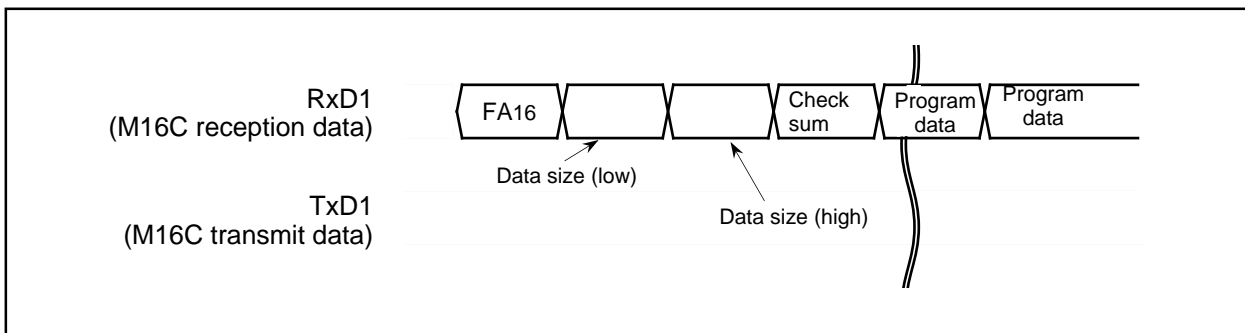 RxD1
(M16C reception data)
FA16
Check
sum
Program
data
Program
data
Data size (low)
Data size (high)
TxD1
(M16C transmit data)